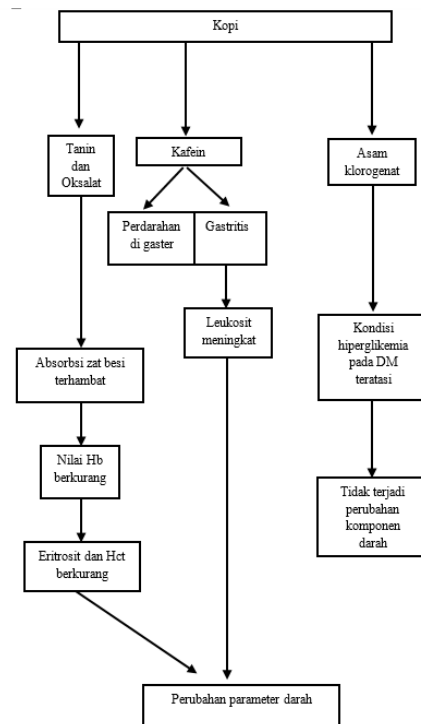 Kopi
Tanin
dan
Oksalat
Kafein
Asam
klorogenat
Perdarahan
di gaster
Gastritis
Leukosit
meningkat
Kondisi
hiperglikemia
pada DM
teratasi
Absorbsi zat besi
terhambat
Nilai Hb
berkurang
Tidak terjadi
perubahan
komponen
darah
Eritrosit dan Hct
berkurang
Perubahan parameter darah